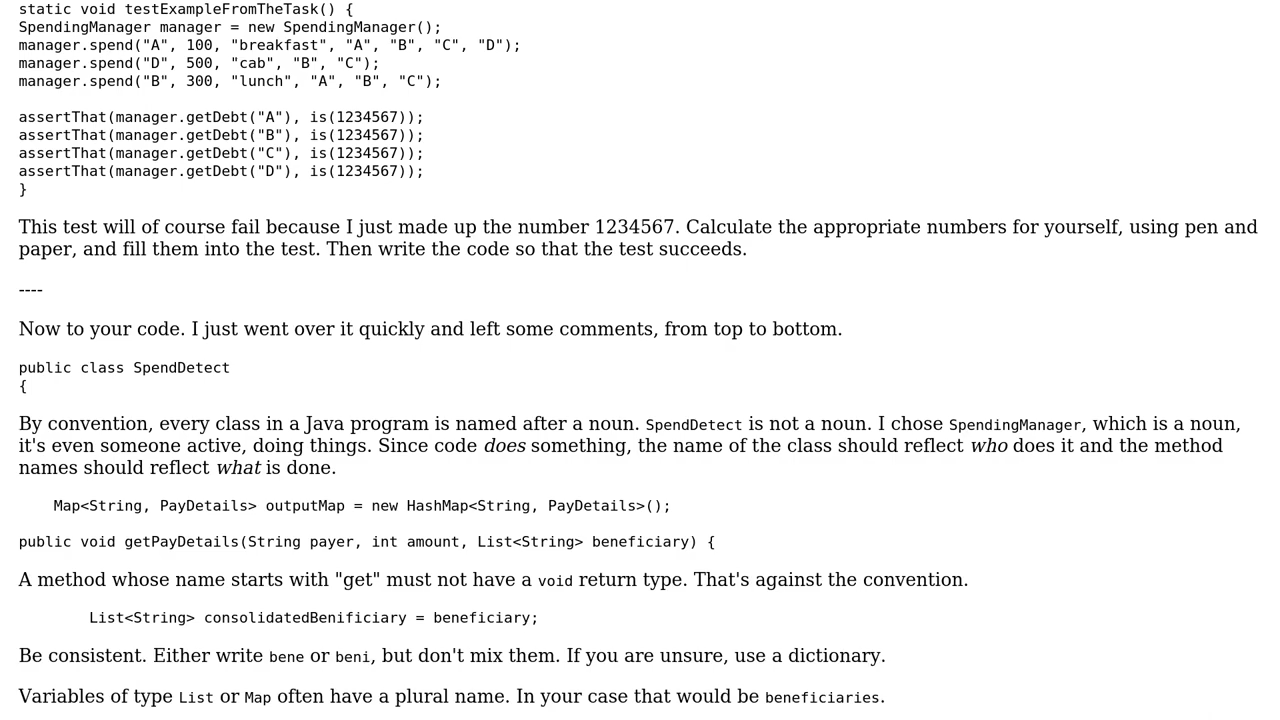 static void testExampleFromTheTask() {
SpendingManager manager = new SpendingManager();
manager.spend("A", 100, "breakfast", "A", "B", "C", "D");
manager.spend("D", 500, "cab", "B", "C");
manager.spend("B", 300, "lunch", "A", "B", "C");
assertThat(manager.getDebt("A"), is(1234567));
assertThat(manager.getDebt("B"), is(1234567));
assertThat(manager.getDebt("C"), is(1234567));
assertThat(manager.getDebt("D"), is(1234567));
}
This test will of course fail because I just made up the number 1234567. Calculate the appropriate numbers for yourself, using pen and
paper, and fill them into the test. Then write the code so that the test succeeds.
----
Now to your code. I just went over it quickly and left some comments, from top to bottom.
public class SpendDetect
{
By convention, every class in a Java program is named after a noun. SpendDetect is not a noun. I chose SpendingManager, which is a noun,
it's even someone active, doing things. Since code does something, the name of the class should reflect who does it and the method
names should reflect what is done.
Map<String, PayDetails> outputMap = new HashMap<String, PayDetails>();
public void getPayDetails(String payer, int amount, List<String> beneficiary) {
A method whose name starts with "get" must not have a void return type. That's against the convention.
List<String> consolidatedBenificiary = beneficiary;
Be consistent. Either write bene or beni, but don't mix them. If you are unsure, use a dictionary.
Variables of type List or Map often have a plural name. In your case that would be beneficiaries.